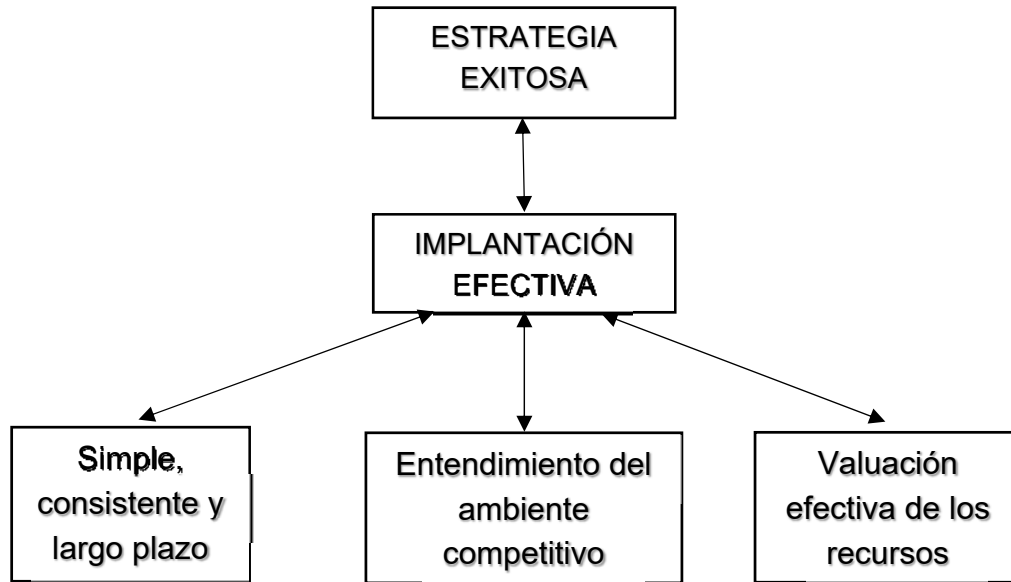 ESTRATEGIA
EXITOSA
IMPLANTACIÓN
EFECTIVA
Simple,
consistente y
largo plazo
Entendimiento del
ambiente
competitivo
Valuación
efectiva de los
recursos